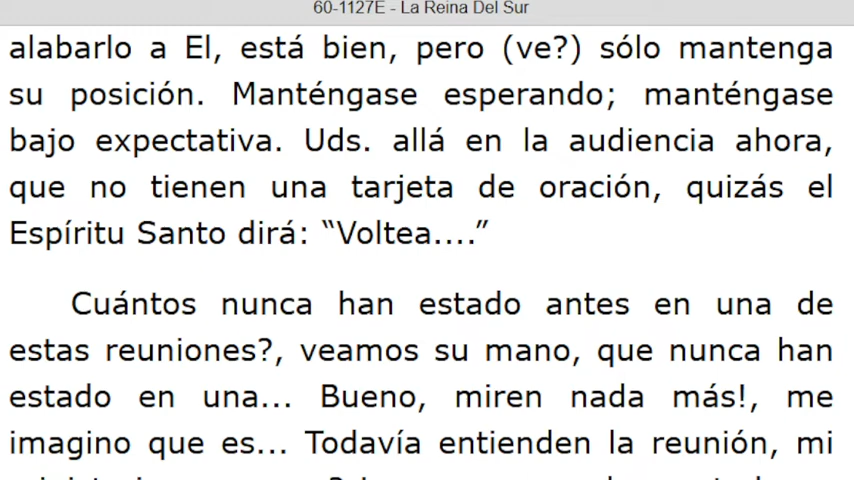 60-1127E - La Reina Del Sur
alabarlo a El, está bien, pero (ve?) sólo mantenga
su posición. Manténgase esperando; manténgase
bajo expectativa. Uds. allá en la audiencia ahora,
que no tienen una tarjeta de oración, quizás el
Espíritu Santo dirá: “Voltea....”
Cuántos nunca han estado antes en una de
estas reuniones?, veamos su mano, que nunca han
estado en una... Bueno, miren nada más!, me
imagino que es... Todavía entienden la reunión, mi